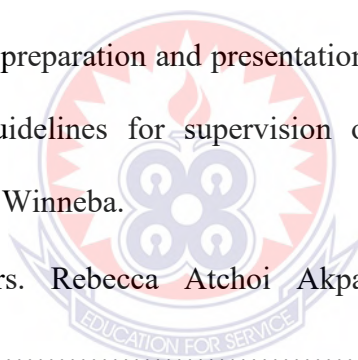 preparation and presentation
uidelines for supervision o
Winneba.
rs. Rebecca Atchoi Akpa
EDUCATION FOR SERVICE